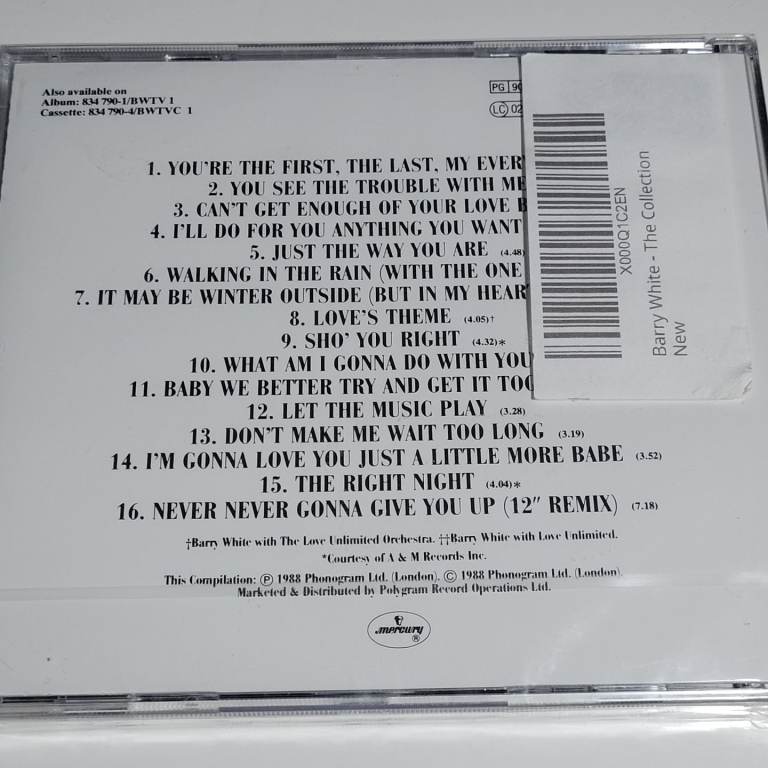 Also available on
Album: 834 790-1/BWTV 1
Cassette: 834 790-4/BWTVC 1
PG
LC 02
1. YOU'RE THE FIRST, THE LAST, MY EVER
2. YOU SEE THE TROUBLE WITH ME
3. CAN'T GET ENOUGH OF YOUR LOVE
4. I'LL DO FOR YOU ANYTHING YOU WANT
5. JUST THE WAY YOU ARE (4.48)
6. WALKING IN THE RAIN (WITH THE ONE
7. IT MAY BE WINTER OUTSIDE (BUT IN MY HEAR
8. LOVE'S THEME (4.05)†
9. SHO' YOU RIGHT (4.32)*
10. WHAT AM I GONNA DO WITH YOU
11. BABY WE BETTER TRY AND GET IT TOG
12. LET THE MUSIC PLAY (3.28)
13. DON'T MAKE ME WAIT TOO LONG (3.19)
14. I'M GONNA LOVE YOU JUST A LITTLE MORE BABE (3.52)
15. THE RIGHT NIGHT (4.04)*
16. NEVER NEVER GONNA GIVE YOU UP (12" REMIX) (7.18)
†Barry White with The Love Unlimited Orchestra. ††Barry White with Love Unlimited.
*Courtesy of A & M Records Inc.
This Compilation: Ⓟ 1988 Phonogram Ltd. (London). © 1988 Phonogram Ltd. (London).
Marketed & Distributed by Polygram Record Operations Ltd.
mercury ®
X000Q1C2EN
Barry White - The Collection
New